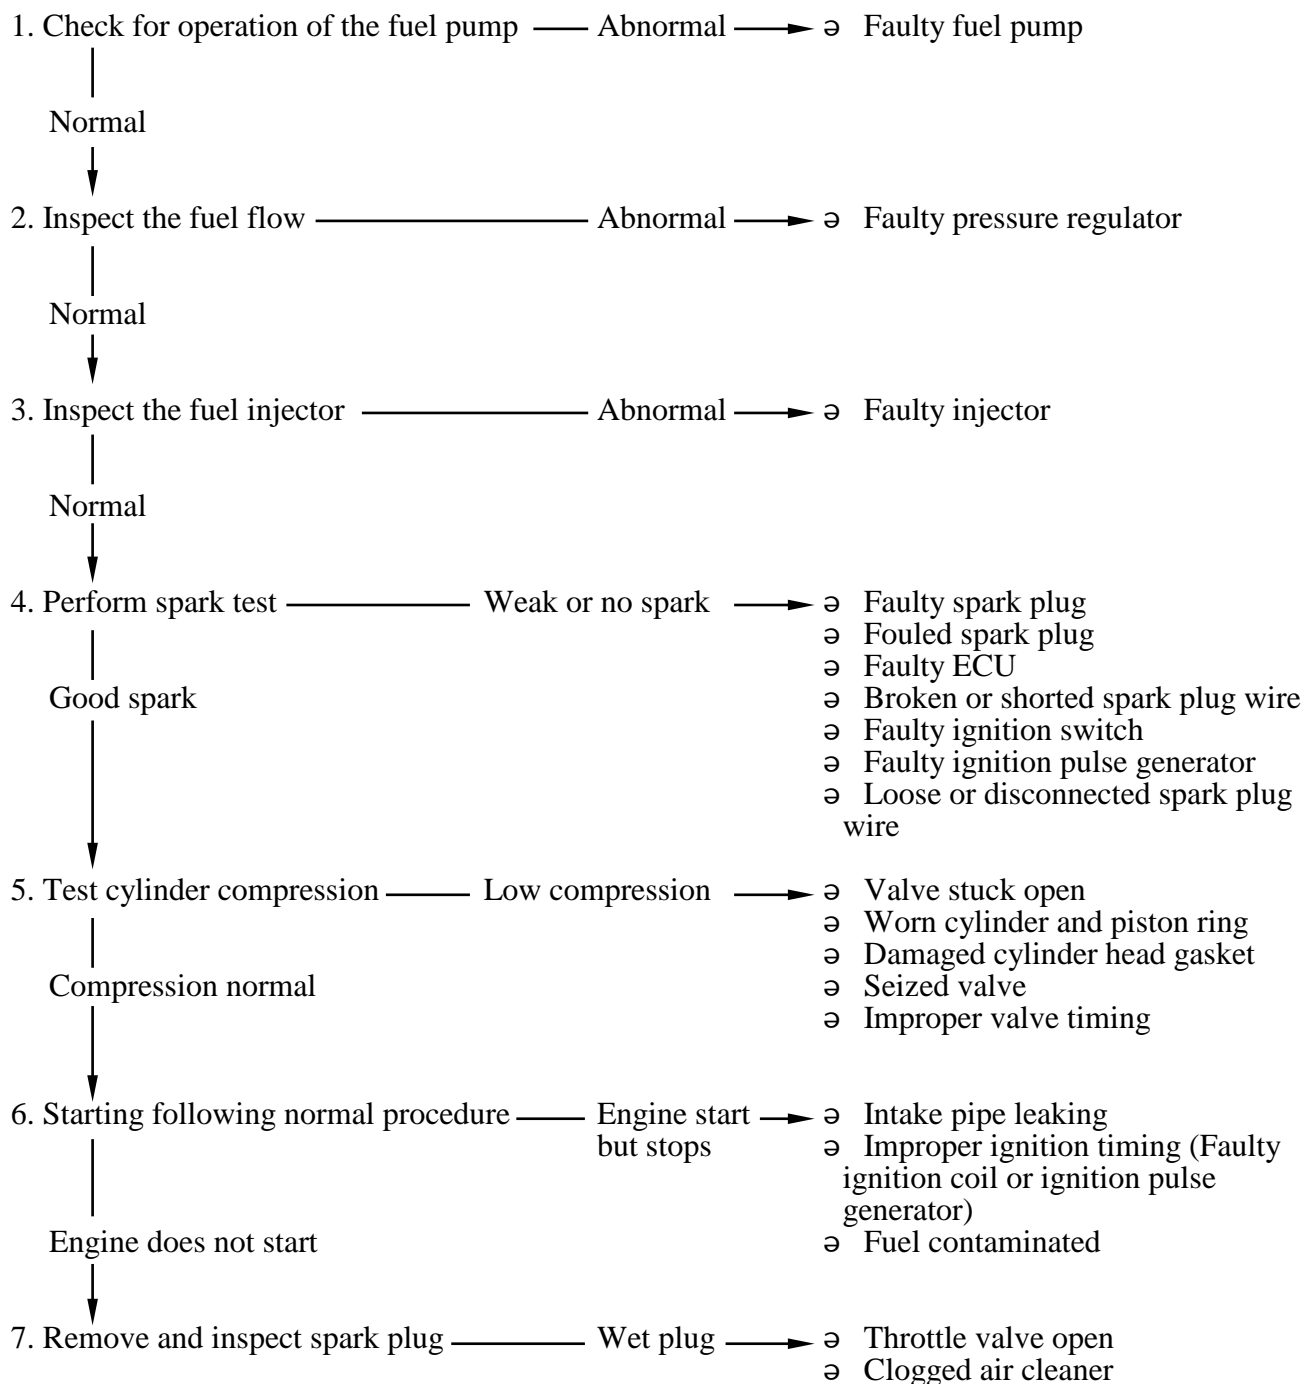 1. Check for operation of the fuel pump Abnormal ə Faulty fuel pump
Normal
2. Inspect the fuel flow Abnormal ə Faulty pressure regulator
Normal
3. Inspect the fuel injector Abnormal ə Faulty injector
Normal
4. Perform spark test Weak or no spark ə Faulty spark plug
ə Fouled spark plug
ə Faulty ECU
Good spark ə Broken or shorted spark plug wire
ə Faulty ignition switch
ə Faulty ignition pulse generator
ə Loose or disconnected spark plug
wire
5. Test cylinder compression Low compression ə Valve stuck open
ə Worn cylinder and piston ring
ə Damaged cylinder head gasket
Compression normal ə Seized valve
ə Improper valve timing
6. Starting following normal procedure Engine start ə Intake pipe leaking
but stops ə Improper ignition timing (Faulty
ignition coil or ignition pulse
generator)
Engine does not start ə Fuel contaminated
7. Remove and inspect spark plug Wet plug ə Throttle valve open
ə Clogged air cleaner